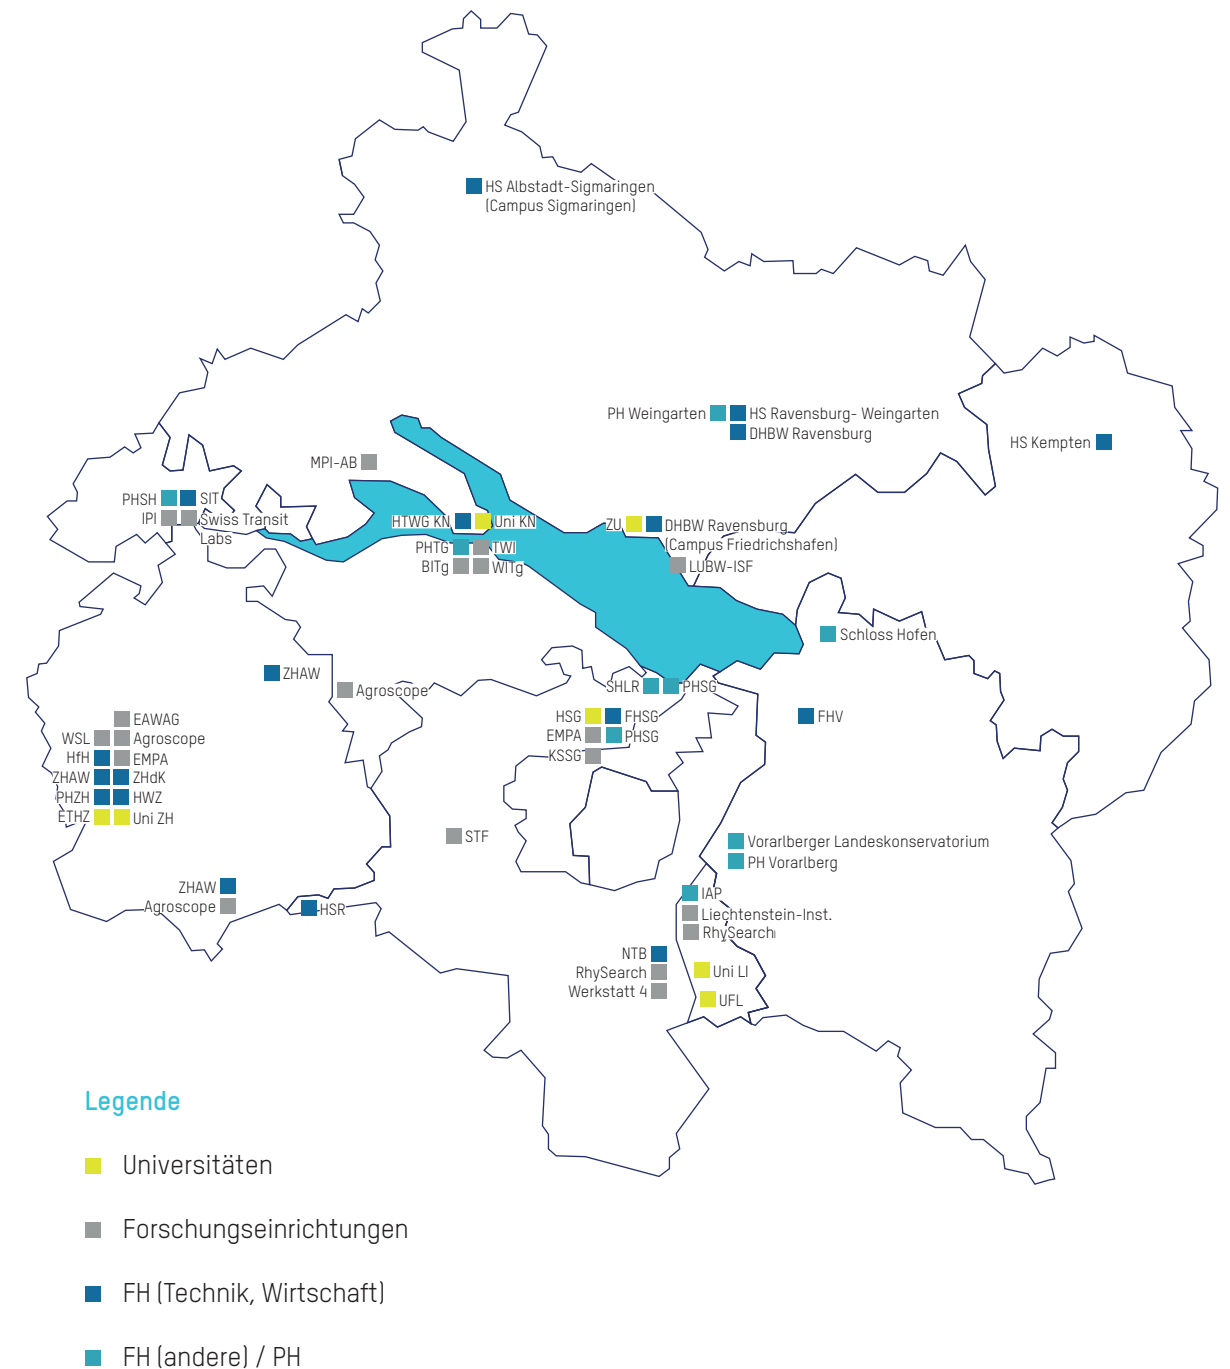 HS Albstadt-Sigmaringen
(Campus Sigmaringen)
PH Weingarten
HS Ravensburg- Weingarten
DHBW Ravensburg
HS Kempten
MPI-AB
PHSH
SIT
IPI
Swiss Transit
Labs
HTWG KN
Uni KN
ZU
DHBW Ravensburg
(Campus Friedrichshafen)
PHTG
TWI
BITg
WITg
LUBW-ISF
Schloss Hofen
ZHAW
Agroscope
SHLR
PHSG
HSG
FHSG
EMPA
PHSG
KSSG
FHV
EAWAG
WSL
Agroscope
HfH
EMPA
ZHAW
ZHdK
PHZH
HWZ
ETHZ
Uni ZH
STF
Vorarlberger Landeskonservatorium
PH Vorarlberg
ZHAW
Agroscope
HSR
IAP
Liechtenstein-Inst.
RhySearch
NTB
RhySearch
Werkstatt 4
Uni LI
UFL
Legende
Universitäten
Forschungseinrichtungen
FH (Technik, Wirtschaft)
FH (andere) / PH